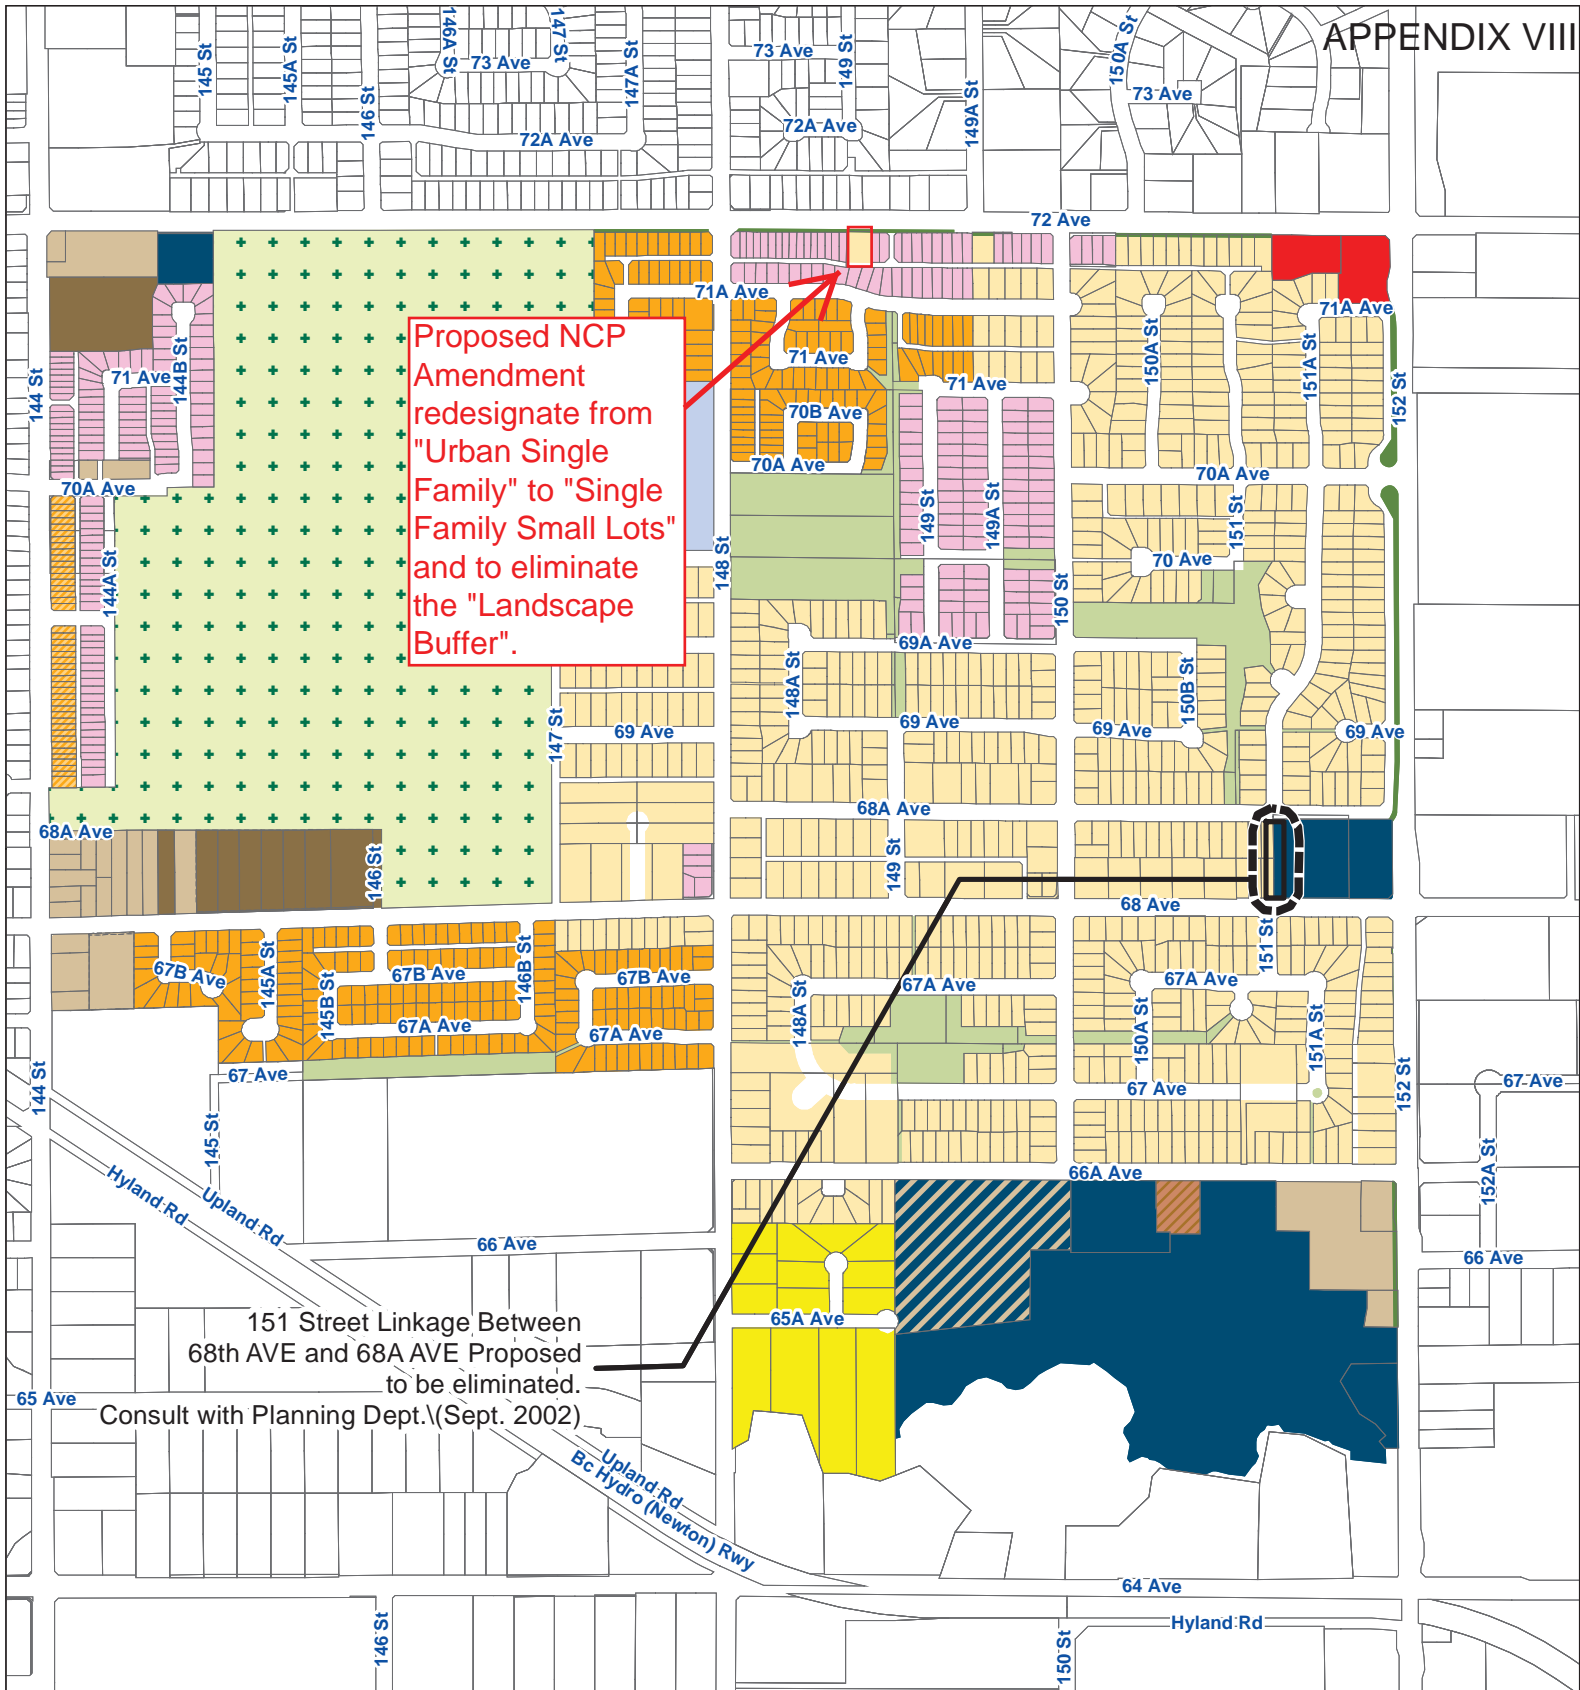 APPENDIX VIII
145 St
145A St
146 St
146A St
147 St
73 Ave
147A St
72A Ave
73 Ave
149 St
72A Ave
149A St
150A St
73 Ave
72 Ave
71A Ave
71A Ave
Proposed NCP
Amendment
redesignate from
"Urban Single
Family" to "Single
Family Small Lots"
and to eliminate
the "Landscape
Buffer".
144 St
71 Ave
144B St
70A Ave
144A St
71 Ave
70B Ave
70A Ave
71 Ave
150A St
151A St
152 St
70A Ave
149 St
149A St
151 St
148 St
70 Ave
150 St
69A Ave
148A St
150B St
147 St
69 Ave
69 Ave
69 Ave
69 Ave
68A Ave
68A Ave
146 St
149 St
68 Ave
151 St
67B Ave
145A St
145B St
67B Ave
146B St
67B Ave
67A Ave
67A Ave
67 Ave
148A St
67A Ave
150A St
67A Ave
151A St
67 Ave
152 St
67 Ave
144 St
145 St
66A Ave
152A St
Hyland Rd
Upland Rd
66 Ave
66 Ave
65A Ave
151 Street Linkage Between
68th AVE and 68A AVE Proposed
to be eliminated.
Consult with Planning Dept.\(Sept. 2002)
65 Ave
Upland Rd
Bc Hydro (Newton) Rwy
64 Ave
Hyland Rd
146 St
150 St